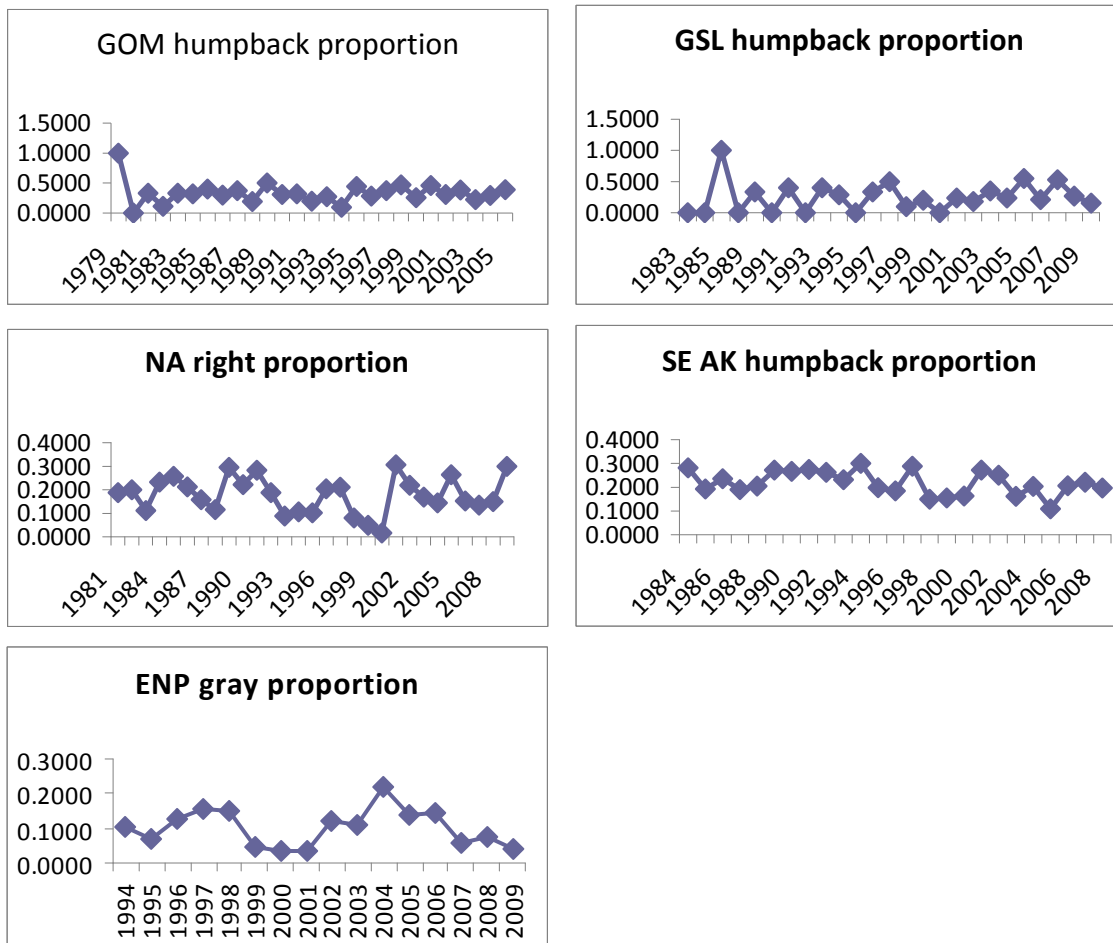 GOM humpback proportion
1.5000
1.0000
0.5000
0.0000
1979 1981 1983 1985 1987 1989 1991 1993 1995 1997 1999 2001 2003 2005
GSL humpback proportion
1.5000
1.0000
0.5000
0.0000
1983 1985 1989 1991 1993 1995 1997 1999 2001 2003 2005 2007 2009
NA right proportion
0.4000
0.3000
0.2000
0.1000
0.0000
1981 1984 1987 1990 1993 1996 1999 2002 2005 2008
SE AK humpback proportion
0.4000
0.3000
0.2000
0.1000
0.0000
1984 1986 1988 1990 1992 1994 1996 1998 2000 2002 2004 2006 2008
ENP gray proportion
0.3000
0.2000
0.1000
0.0000
1994 1995 1996 1997 1998 1999 2000 2001 2002 2003 2004 2005 2006 2007 2008 2009